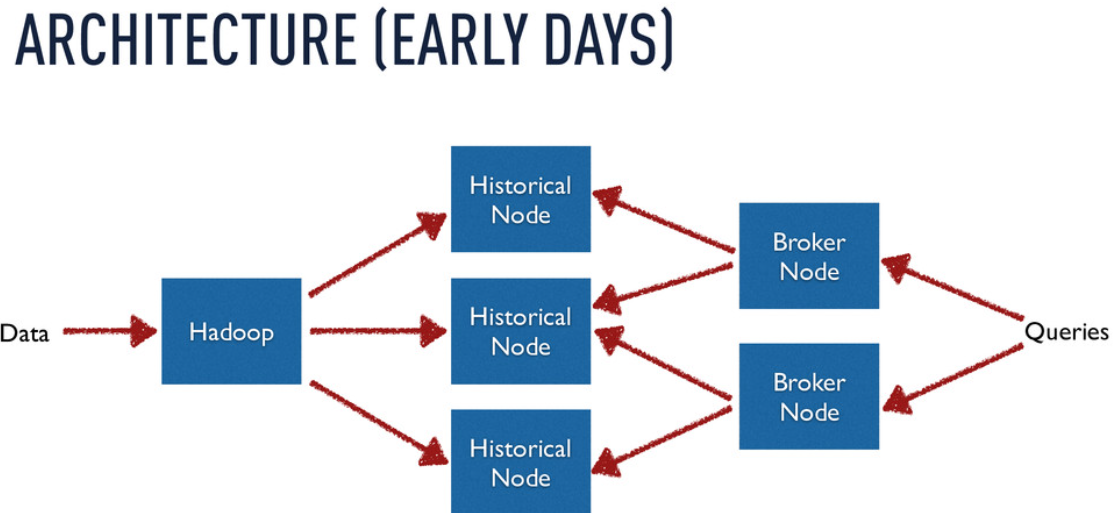 ARCHITECTURE (EARLY DAYS)
Data
Hadoop
Historical
Node
Historical
Node
Historical
Node
Broker
Node
Broker
Node
Queries